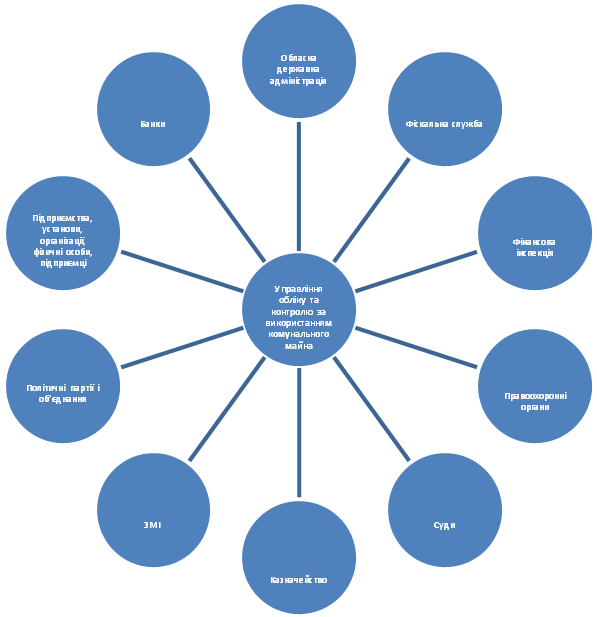 Обласна
державна
адміністрація
Фіскальна служба
Фінансова
інспекція
Правоохоронні
органи
Суди
Казначейство
ЗМІ
Політичні партії і
об'єднання
Підприємства,
установи,
організації,
фізичні особи,
підприємці
Банки
Управління
обліку та
контролю за
використанням
комунального
майна